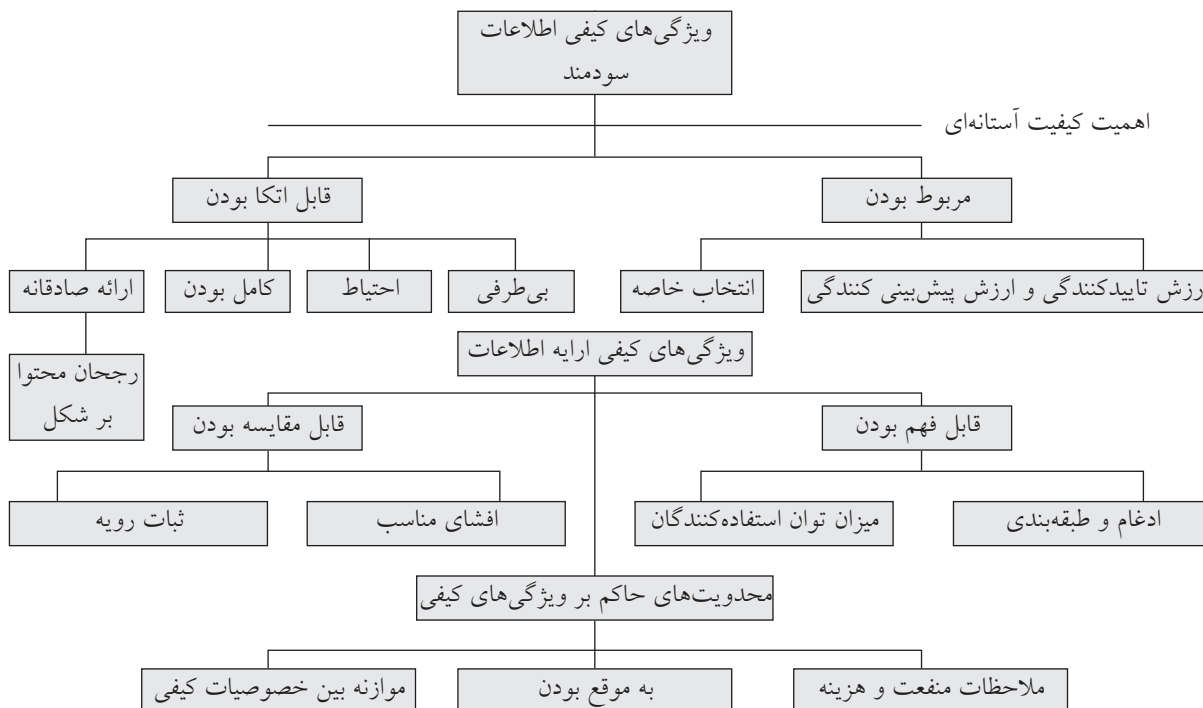 ویژگی‌های کیفی اطلاعات
سودمند
اهمیت کیفیت آستانه‌ای
مربوط بودن
قابل اتکا بودن
رزش تاییدکنندگی و ارزش پیش‌بینی کنندگی
انتخاب خاصه
بی‌طرفی
احتیاط
کامل بودن
ارائه صادقانه
رجحان محتوا
بر شکل
ویژگی‌های کیفی ارایه اطلاعات
قابل فهم بودن
قابل مقایسه بودن
ادغام و طبقه‌بندی
میزان توان استفاده‌کنندگان
افشای مناسب
ثبات رویه
محدویت‌های حاکم بر ویژگی‌های کیفی
ملاحظات منفعت و هزینه
به موقع بودن
موازنه بین خصوصیات کیفی